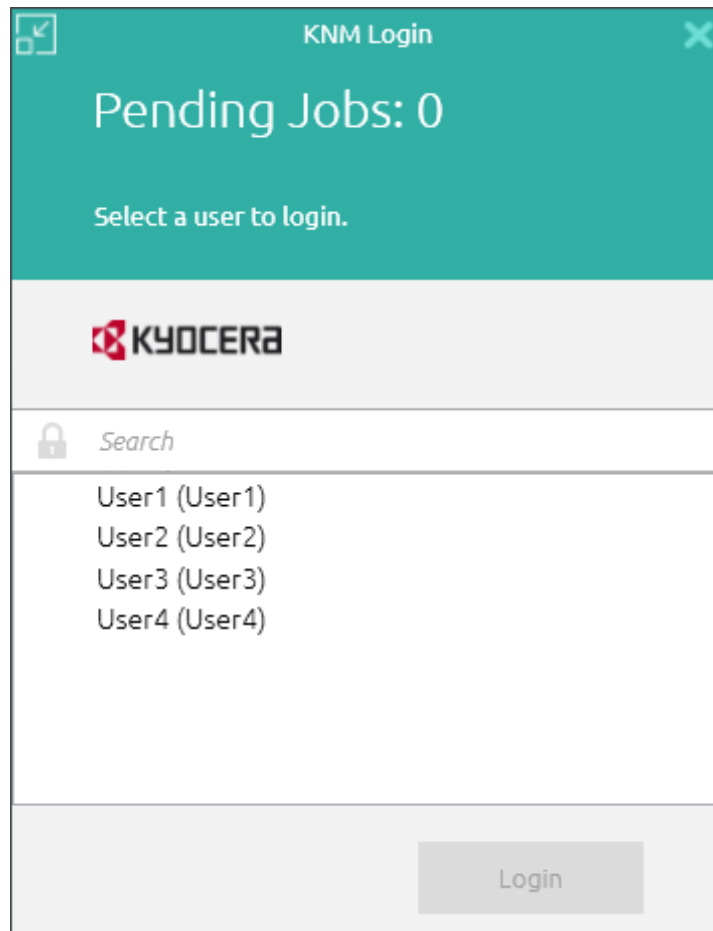 KNM Login
Pending Jobs: 0
Select a user to login.
KYOCERA
Search
User1 (User1)
User2 (User2)
User3 (User3)
User4 (User4)
Login